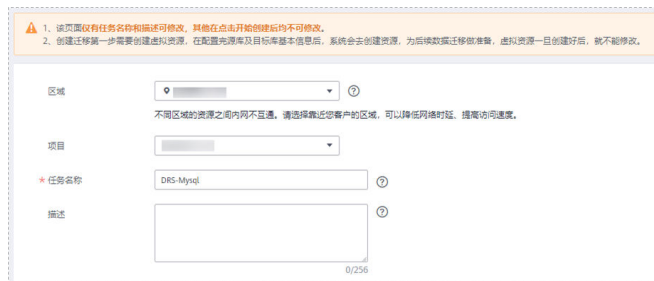 1、该页面仅有任务名称和描述可修改，其他在点击开始创建后均不可修改。
2、创建迁移第一步需要创建虚拟资源，在配置完源库及目标库基本信息后，系统会去创建资源，为后续数据迁移做准备，虚拟资源一旦创建好后，就不能修改。
区域
不同区域的资源之间内网不互通。请选择靠近您客户的区域，可以降低网络时延、提高访问速度。
项目
* 任务名称 DRS-Mysql
描述
0/256